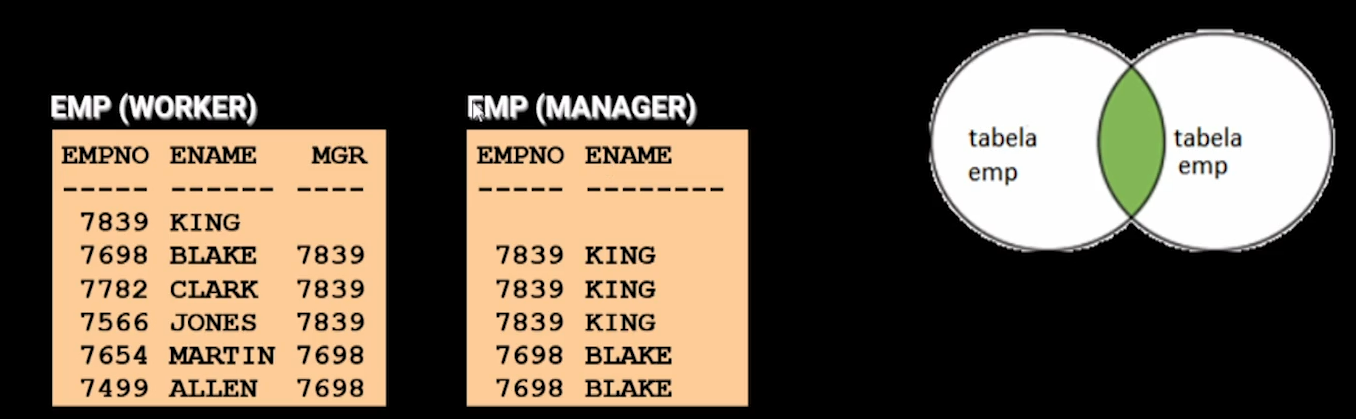 EMP (WORKER)
EMPNO ENAME MGR
----- ------ ----
7839 KING
7698 BLAKE 7839
7782 CLARK 7839
7566 JONES 7839
7654 MARTIN 7698
7499 ALLEN 7698
EMP (MANAGER)
EMPNO ENAME
----- --------
7839 KING
7839 KING
7839 KING
7698 BLAKE
7698 BLAKE
tabela
emp
tabela
emp